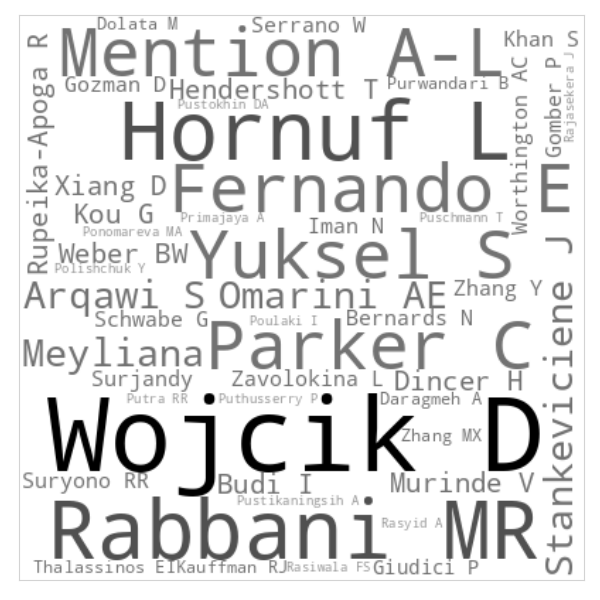 Dolata M
Serrano W
Mention A-L
Khan S
Rupeika-Apoga R
Gozman D
Hendershott T
Purwandari B
Worthington AC
Gomber P
Rajasekera J
Pustokhin DA
Hornuf L
Xiang D
Fernando E
Kou G
Primajaya A
Iman N
Puschmann T
Ponomareva MA
Weber BW
Yuksel S
Polishchuk Y
Stankeviciene J
Arqawi S
Omarini AE
Zhang Y
Schwabe G
Poulaki I
Bernards N
Meyliana
Parker C
Surjandy
Zavolokina L
Dincer H
Putra RR
Puthusserry P
Daragmeh A
Wojcik D
Zhang MX
Suryono RR
Budi I
Murinde V
Pustikaningsih A
Rabbani MR
Rasyid A
Thalassinos EI
Kauffman RJ
Rasiwala FS
Giudici P